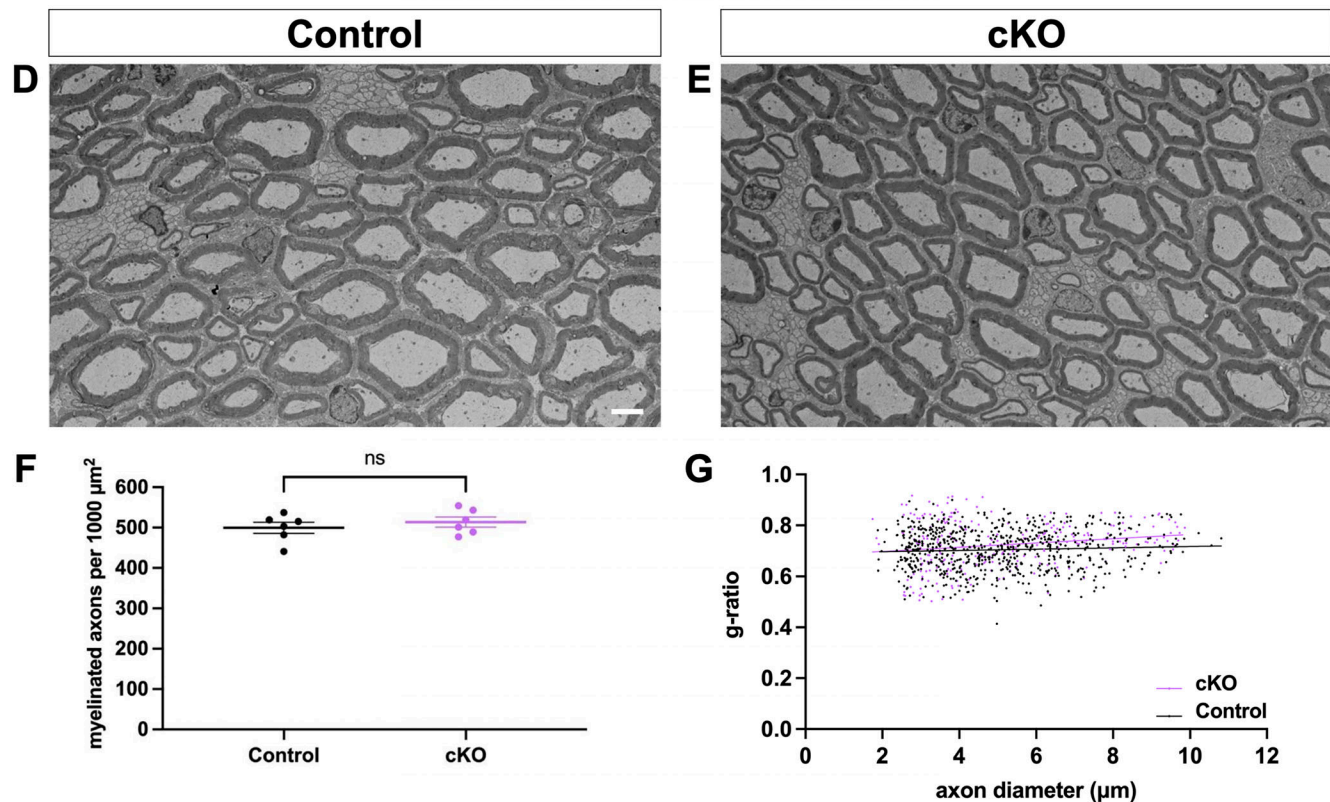 Control
cKO
D
E
F
ns
myelinated axons per 1000 µm²
600
500
400
300
200
100
0
Control
cKO
G
g-ratio
1.0
0.8
0.6
0.4
0.2
0.0
cKO
Control
0
2
4
6
8
10
12
axon diameter (µm)